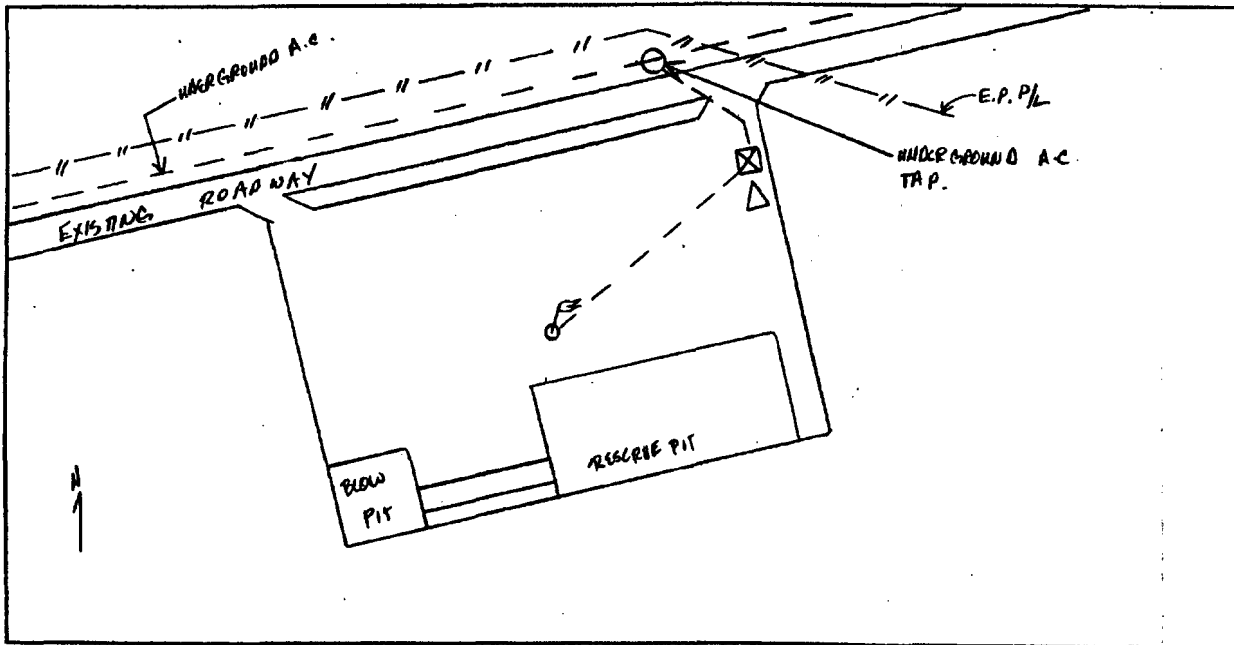 UNDERGROUND A.C.
E.P. P/L
UNDERGROUND A.C.
TAP.
EXISTING ROADWAY
RESERVE PIT
BLOW
PIT
N